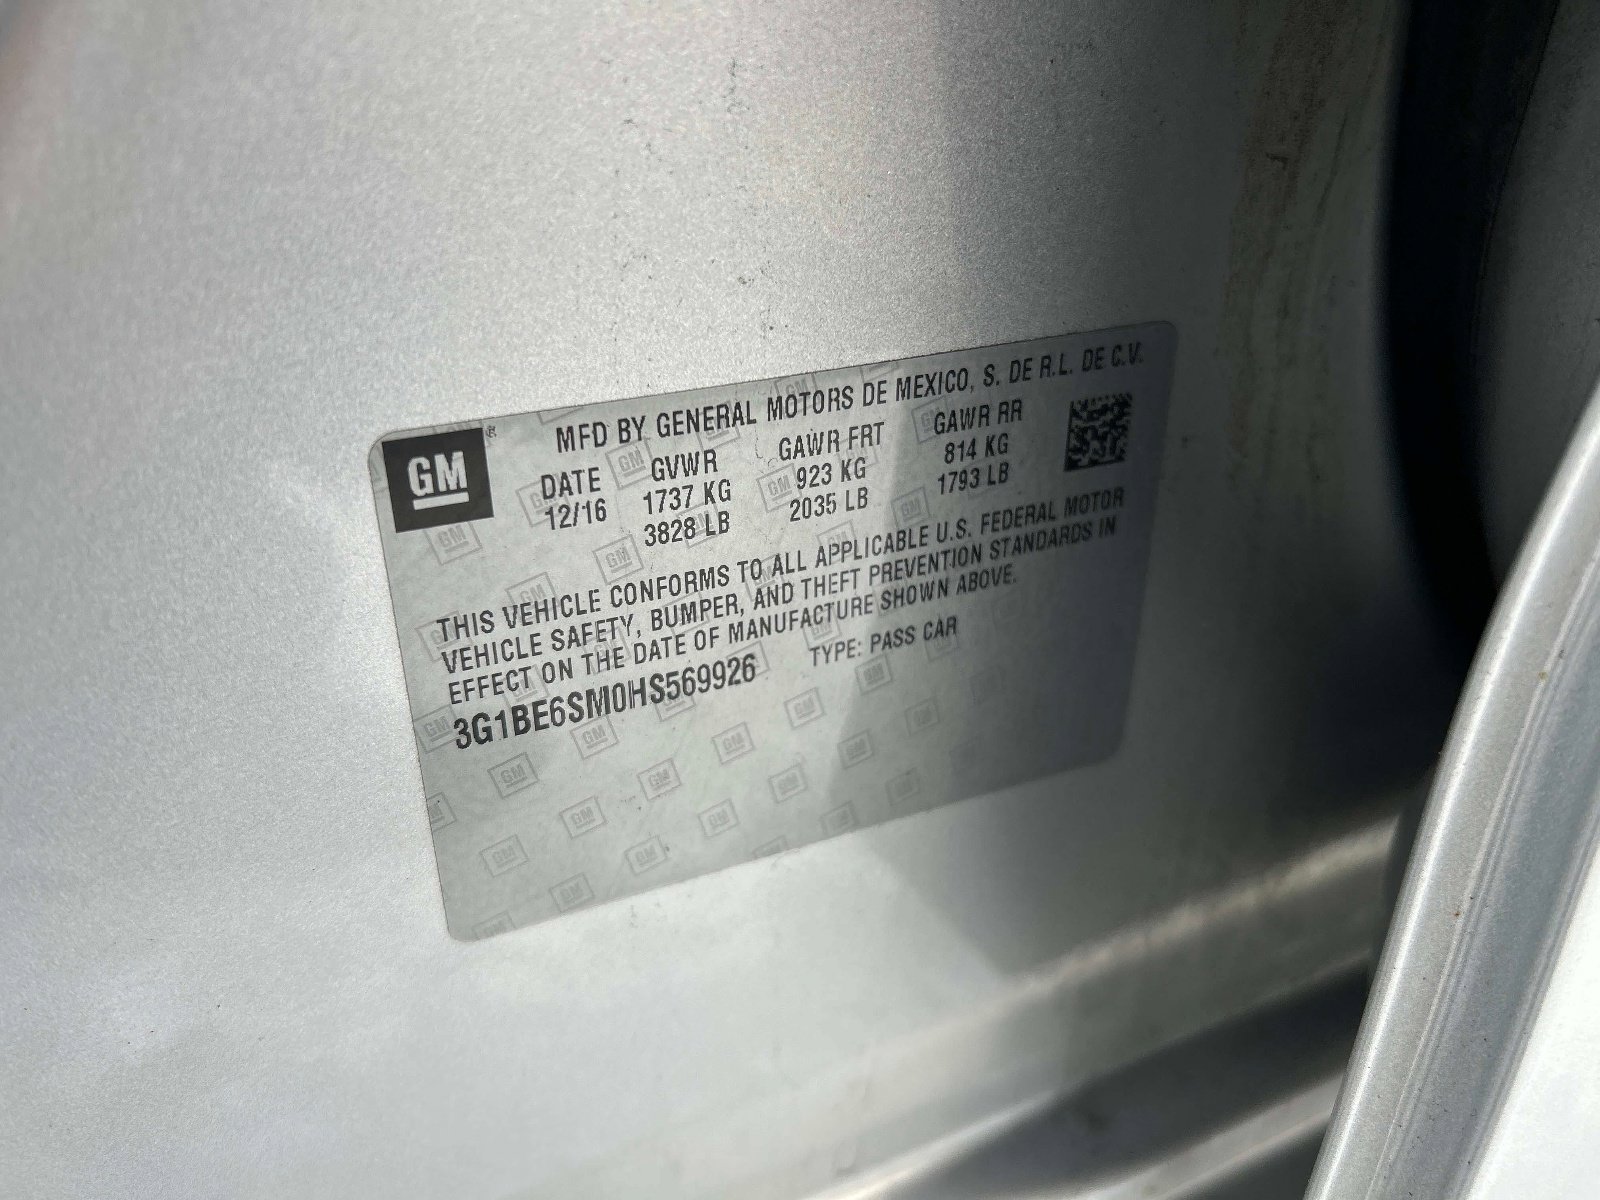 GM
MFD BY GENERAL MOTORS DE MEXICO, S. DE R.L. DE C.V.
DATE GVWR GAWR FRT GAWR RR
12/16 1737 KG 923 KG 814 KG
3828 LB 2035 LB 1793 LB
THIS VEHICLE CONFORMS TO ALL APPLICABLE U.S. FEDERAL MOTOR
VEHICLE SAFETY, BUMPER, AND THEFT PREVENTION STANDARDS IN
EFFECT ON THE DATE OF MANUFACTURE SHOWN ABOVE.
3G1BE6SM0HS569926 TYPE: PASS CAR